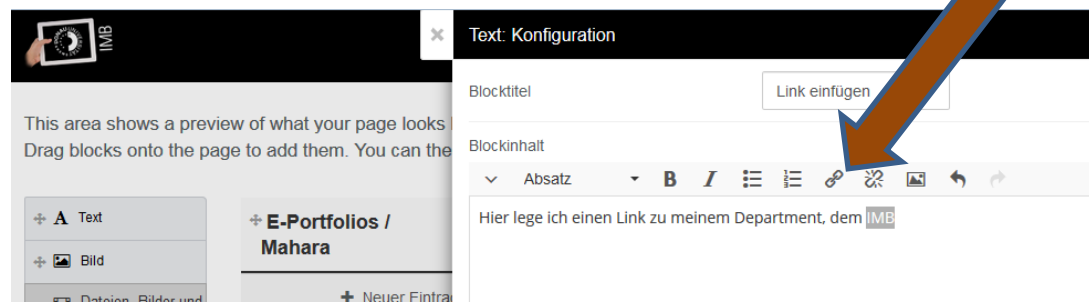 IMB
×
Text: Konfiguration
Blocktitel
Link einfügen
This area shows a preview of what your page looks
Drag blocks onto the page to add them. You can the
Blockinhalt
Absatz
B I
Hier lege ich einen Link zu meinem Department, dem IMB
A Text
Bild
Dateien, Bilder und
E-Portfolios /
Mahara
+ Neuer Eintra